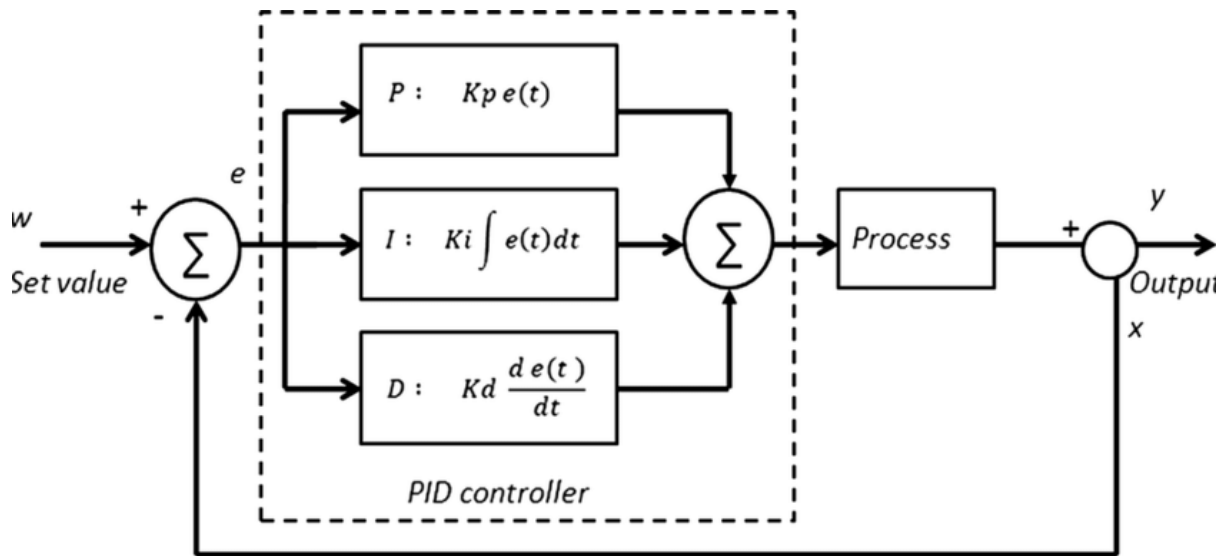 P : Kp e(t)
e
w
+
Σ
I : Ki ∫ e(t)dt
Σ
Process
+
y
Set value
-
Output
x
D : Kd d e(t) / dt
PID controller